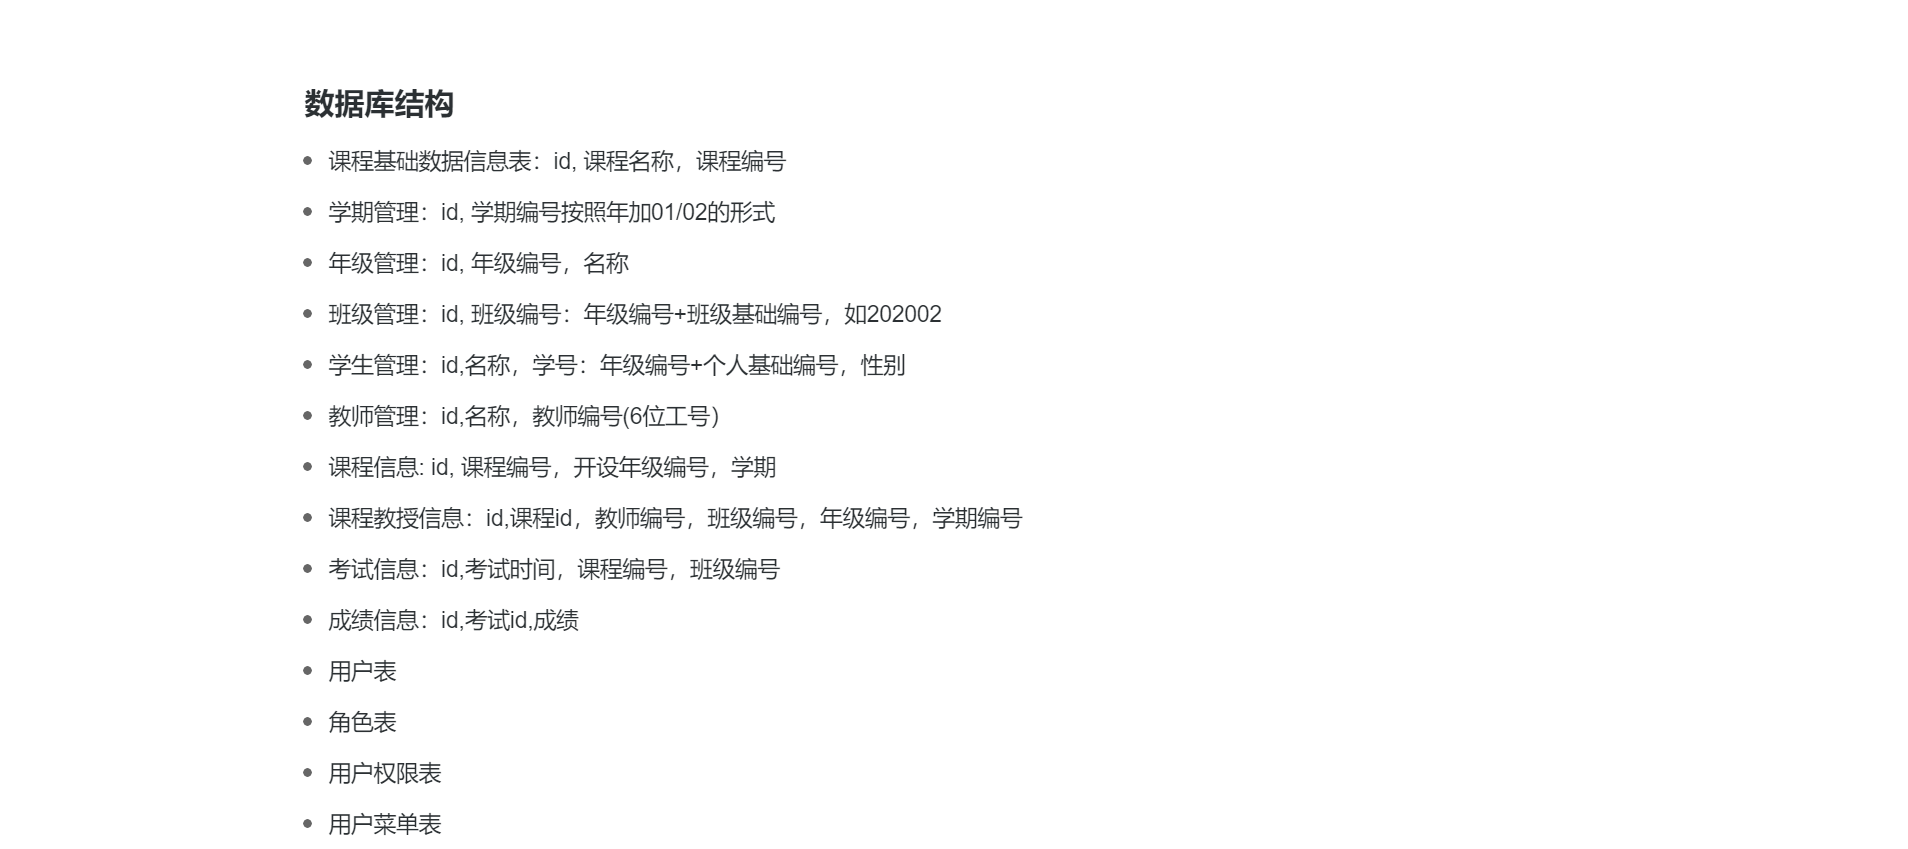 数据库结构
课程基础数据信息表：id, 课程名称，课程编号
学期管理：id, 学期编号按照年加01/02的形式
年级管理：id, 年级编号，名称
班级管理：id, 班级编号：年级编号+班级基础编号，如202002
学生管理：id,名称，学号：年级编号+个人基础编号，性别
教师管理：id,名称，教师编号(6位工号）
课程信息: id, 课程编号，开设年级编号，学期
课程教授信息：id,课程id，教师编号，班级编号，年级编号，学期编号
考试信息：id,考试时间，课程编号，班级编号
成绩信息：id,考试id,成绩
用户表
角色表
用户权限表
用户菜单表